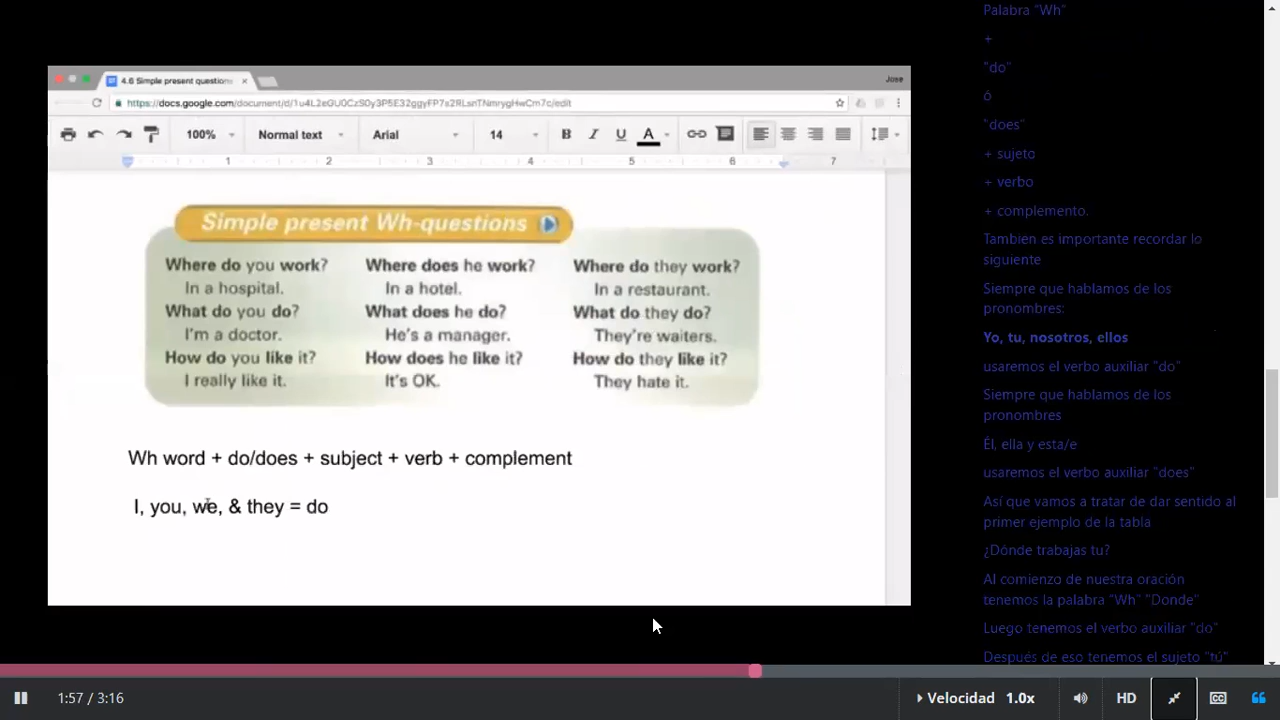 4.6 Simple present question
Jose
https://docs.google.com/document/d/1u4L2eGU0CzS0y3P5E32ggyFP7s2RLsnTNmrygHwCm7c/edit
100%
Normal text
Arial
14
B I U A
1 2 3 4 5 6 7
Simple present Wh-questions
Where do you work? Where does he work? Where do they work?
In a hospital. In a hotel. In a restaurant.
What do you do? What does he do? What do they do?
I'm a doctor. He's a manager. They're waiters.
How do you like it? How does he like it? How do they like it?
I really like it. It's OK. They hate it.
Wh word + do/does + subject + verb + complement
I, you, we, & they = do
Palabra "Wh"
+
"do"
ó
"does"
+ sujeto
+ verbo
+ complemento.
Tambien es importante recordar lo
siguiente
Siempre que hablamos de los
pronombres:
Yo, tu, nosotros, ellos
usaremos el verbo auxiliar "do"
Siempre que hablamos de los
pronombres
Él, ella y esta/e
usaremos el verbo auxiliar "does"
Así que vamos a tratar de dar sentido al
primer ejemplo de la tabla
¿Dónde trabajas tu?
Al comienzo de nuestra oración
tenemos la palabra "Wh" "Donde"
Luego tenemos el verbo auxiliar "do"
Después de eso tenemos el sujeto "tú"
1:57 / 3:16
Velocidad 1.0x
HD
CC